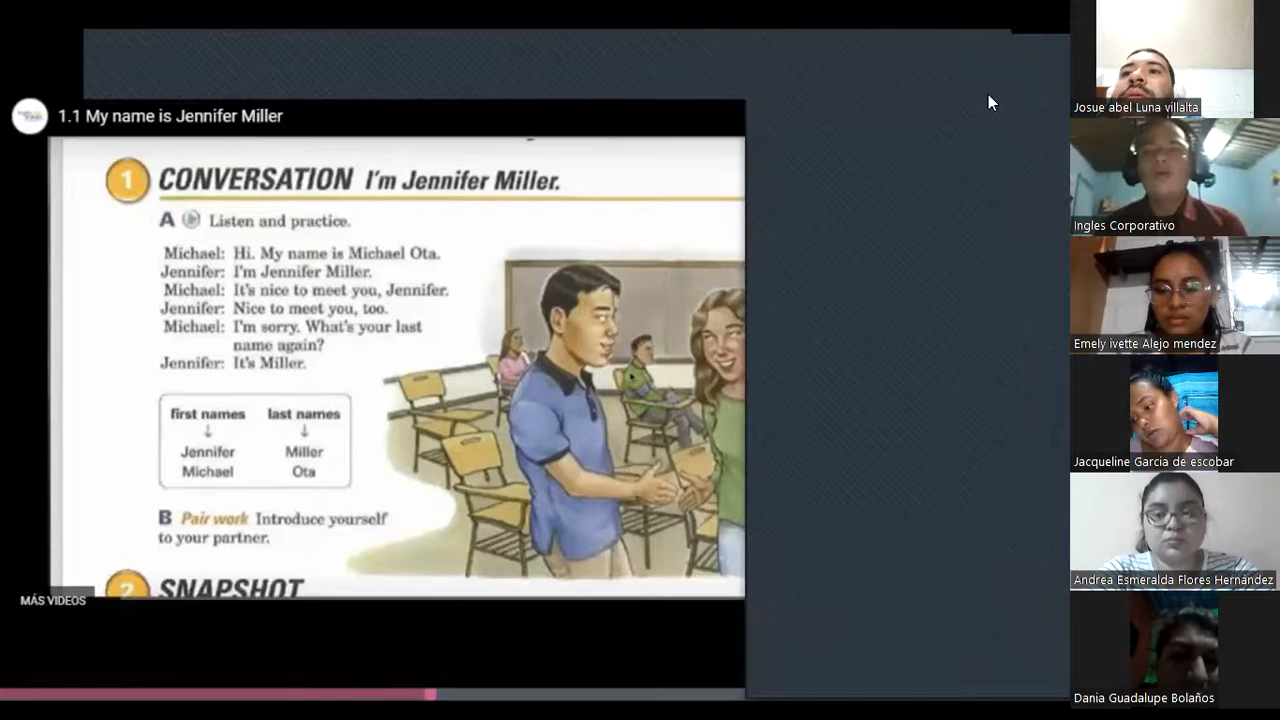 1.1 My name is Jennifer Miller
1 CONVERSATION I'm Jennifer Miller.
A Listen and practice.
Michael: Hi. My name is Michael Ota.
Jennifer: I'm Jennifer Miller.
Michael: It's nice to meet you, Jennifer.
Jennifer: Nice to meet you, too.
Michael: I'm sorry. What's your last
name again?
Jennifer: It's Miller.
first names last names
↓ ↓
Jennifer Miller
Michael Ota
B Pair work Introduce yourself
to your partner.
2 SNAPSHOT
MÁS VIDEOS
Josue abel Luna villalta
Ingles Corporativo
Emely ivette Alejo mendez
Jacqueline Garcia de escobar
Andrea Esmeralda Flores Hernández
Dania Guadalupe Bolaños